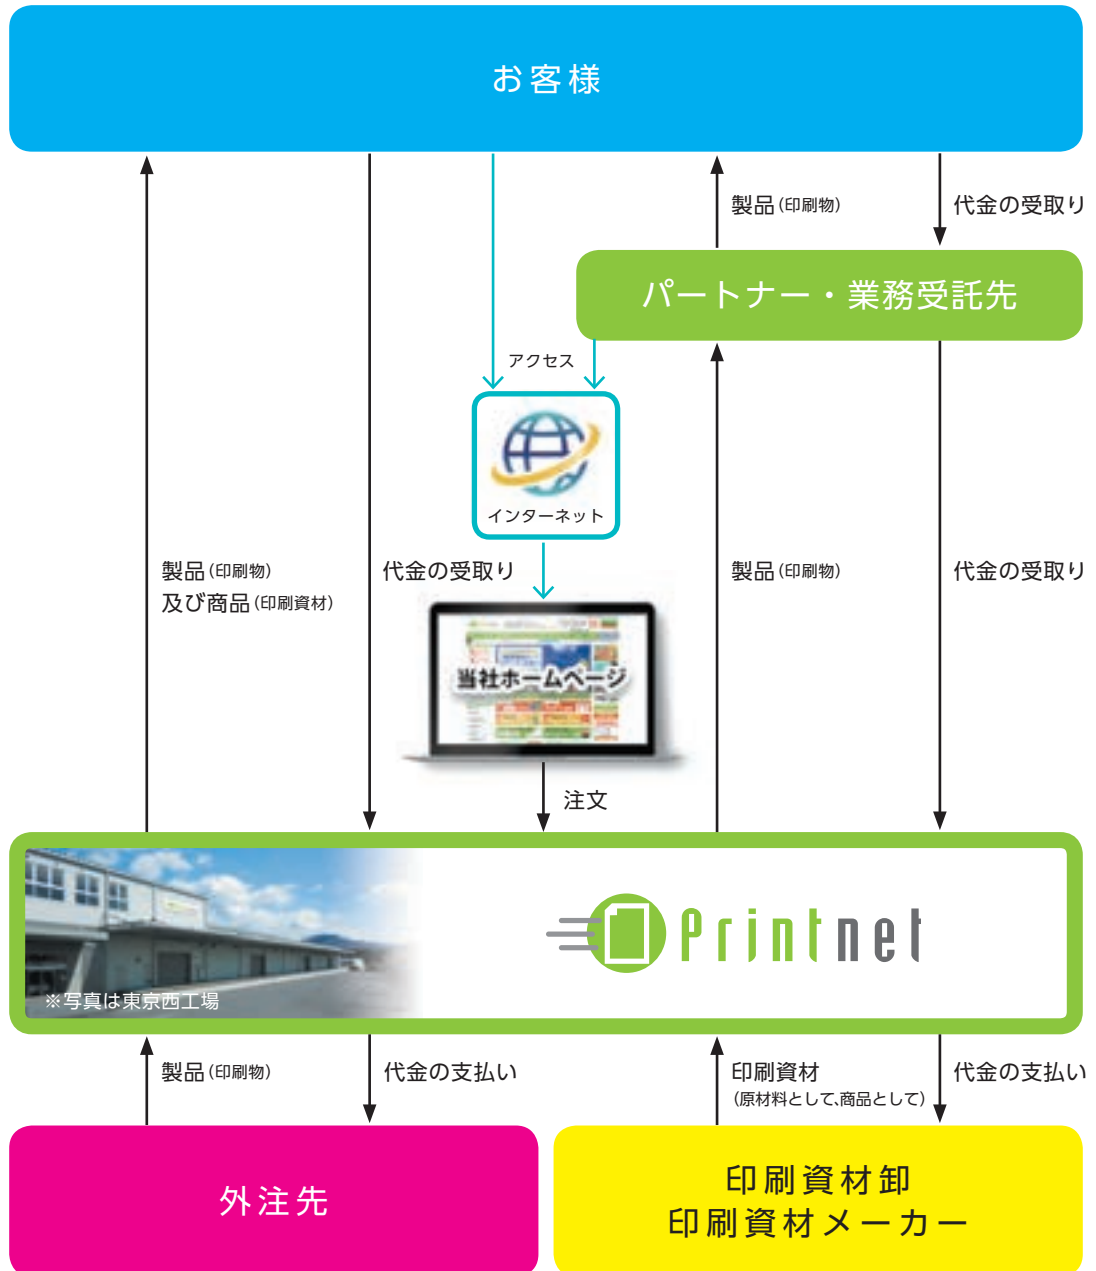 お客様
製品(印刷物)
代金の受取り
パートナー・業務受託先
アクセス
インターネット
製品(印刷物)
及び商品(印刷資材)
代金の受取り
製品(印刷物)
代金の受取り
当社ホームページ
注文
※写真は東京西工場
Printnet
製品(印刷物)
代金の支払い
印刷資材
(原材料として、商品として)
代金の支払い
外注先
印刷資材卸
印刷資材メーカー